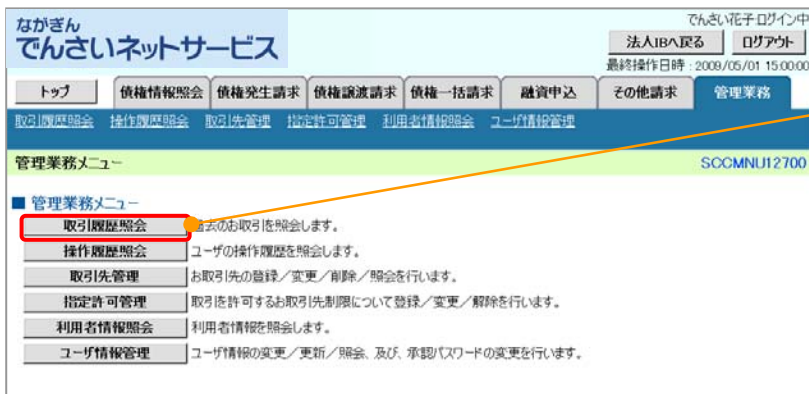 ながぎん
でんさいネットサービス
でんさい花子 ログイン中
法人IBへ戻る ログアウト
最終操作日時：2009/05/01 15:00:00
トップ 債権情報照会 債権発生請求 債権譲渡請求 債権一括請求 融資申込 その他請求 管理業務
取引履歴照会 操作履歴照会 取引先管理 指定許可管理 利用者情報照会 ユーザ情報管理
管理業務メニュー SCCMNU12700
■ 管理業務メニュー
取引履歴照会 過去のお取引を照会します。
操作履歴照会 ユーザの操作履歴を照会します。
取引先管理 お取引先の登録／変更／削除／照会を行います。
指定許可管理 取引を許可するお取引先制限について登録／変更／解除を行います。
利用者情報照会 利用者情報を照会します。
ユーザ情報管理 ユーザ情報の変更／更新／照会、及び、承認パスワードの変更を行います。